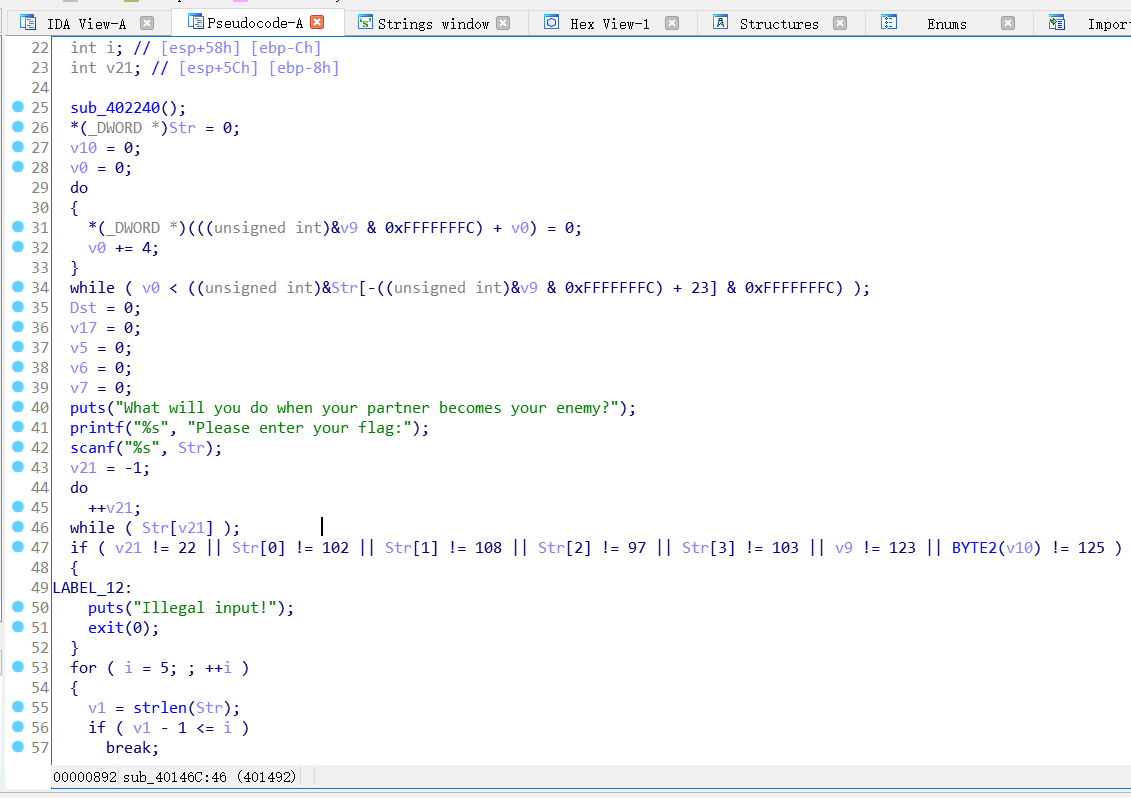 IDA View-A Pseudocode-A Strings window Hex View-1 Structures Enums Impor
22 int i; // [esp+58h] [ebp-Ch]
23 int v21; // [esp+5Ch] [ebp-8h]
24
25 sub_402240();
26 *(_DWORD *)Str = 0;
27 v10 = 0;
28 v0 = 0;
29 do
30 {
31 *(_DWORD *)(((unsigned int)&v9 & 0xFFFFFFFC) + v0) = 0;
32 v0 += 4;
33 }
34 while ( v0 < ((unsigned int)&Str[-((unsigned int)&v9 & 0xFFFFFFFC) + 23] & 0xFFFFFFFC) );
35 Dst = 0;
36 v17 = 0;
37 v5 = 0;
38 v6 = 0;
39 v7 = 0;
40 puts("What will you do when your partner becomes your enemy?");
41 printf("%s", "Please enter your flag:");
42 scanf("%s", Str);
43 v21 = -1;
44 do
45 ++v21;
46 while ( Str[v21] );
47 if ( v21 != 22 || Str[0] != 102 || Str[1] != 108 || Str[2] != 97 || Str[3] != 103 || v9 != 123 || BYTE2(v10) != 125 )
48 {
49 LABEL_12:
50 puts("Illegal input!");
51 exit(0);
52 }
53 for ( i = 5; ; ++i )
54 {
55 v1 = strlen(Str);
56 if ( v1 - 1 <= i )
57 break;
00000892 sub_40146C:46 (401492)